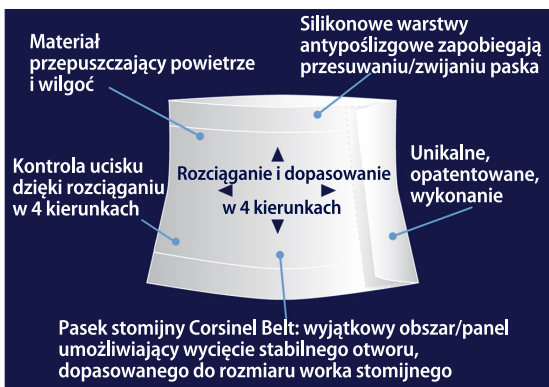 Materiał
przepuszczający powietrze
i wilgoć
Silikonowe warstwy
antypoślizgowe zapobiegają
przesuwaniu/zwijaniu paska
Kontrola ucisku
dzięki rozciąganiu
w 4 kierunkach
Rozciąganie i dopasowanie
w 4 kierunkach
Unikalne,
opatentowane,
wykonanie
Pasek stomijny Corsinel Belt: wyjątkowy obszar/panel
umożliwiający wycięcie stabilnego otworu,
dopasowanego do rozmiaru worka stomijnego